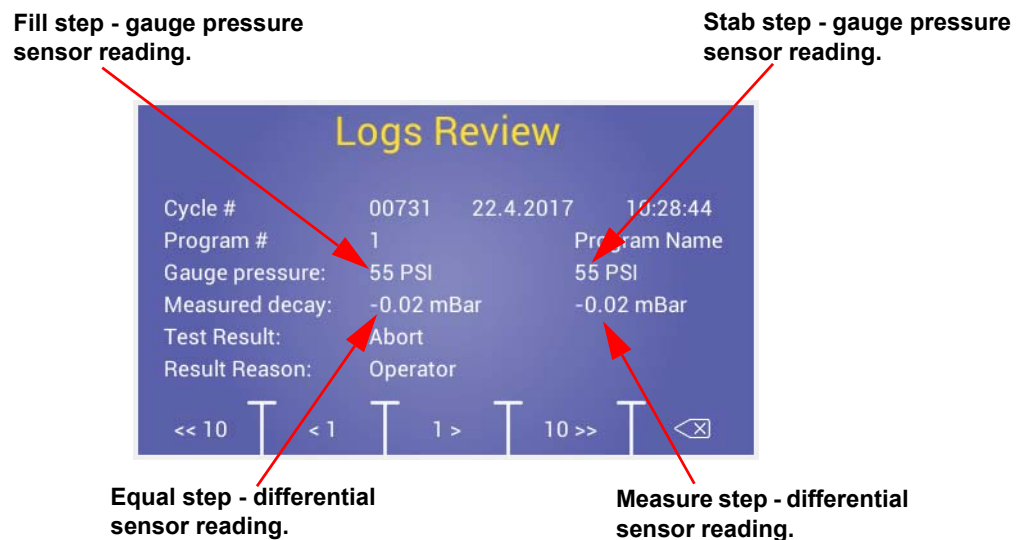 Fill step - gauge pressure
sensor reading.
Stab step - gauge pressure
sensor reading.
Logs Review
Cycle # 00731 22.4.2017 10:28:44
Program # 1 Program Name
Gauge pressure: 55 PSI 55 PSI
Measured decay: -0.02 mBar -0.02 mBar
Test Result: Abort
Result Reason: Operator
<< 10 < 1 1 > 10 >>
Equal step - differential
sensor reading.
Measure step - differential
sensor reading.